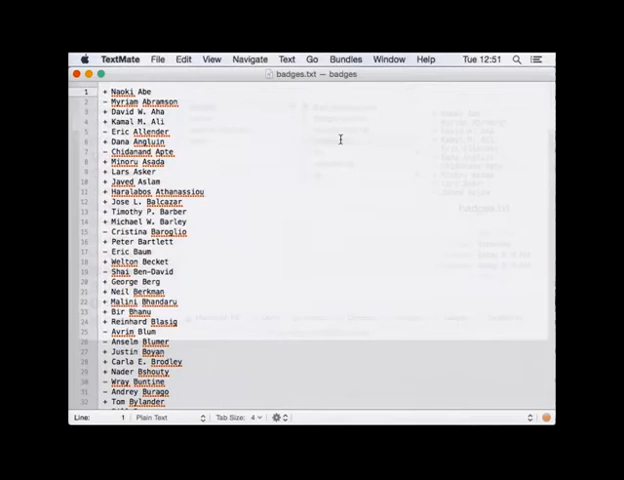 TextMate File Edit View Navigate Text Go Bundles Window Help Tue 12:51
badges.txt — badges
1 + Naoki Abe
2 - Myriam Abramson
3 + David W. Aha
4 + Kamal M. Ali
5 - Eric Allender
6 + Dana Angluin
7 - Chidanand Apte
8 + Minoru Asada
9 + Lars Asker
10 + Javed Aslam
11 + Haralabos Athanassiou
12 + Jose L. Balcazar
13 + Timothy P. Barber
14 + Michael W. Barley
15 - Cristina Baroglio
16 + Peter Bartlett
17 - Eric Baum
18 + Welton Becket
19 - Shai Ben-David
20 + George Berg
21 + Neil Berkman
22 + Malini Bhandaru
23 + Bir Bhanu
24 + Reinhard Blasig
25 - Avrim Blum
26 - Anselm Blumer
27 + Justin Boyan
28 + Carla E. Brodley
29 + Nader Bshouty
30 - Wray Buntine
31 - Andrey Burago
32 + Tom Bylander
Line: 1 Plain Text Tab Size: 4